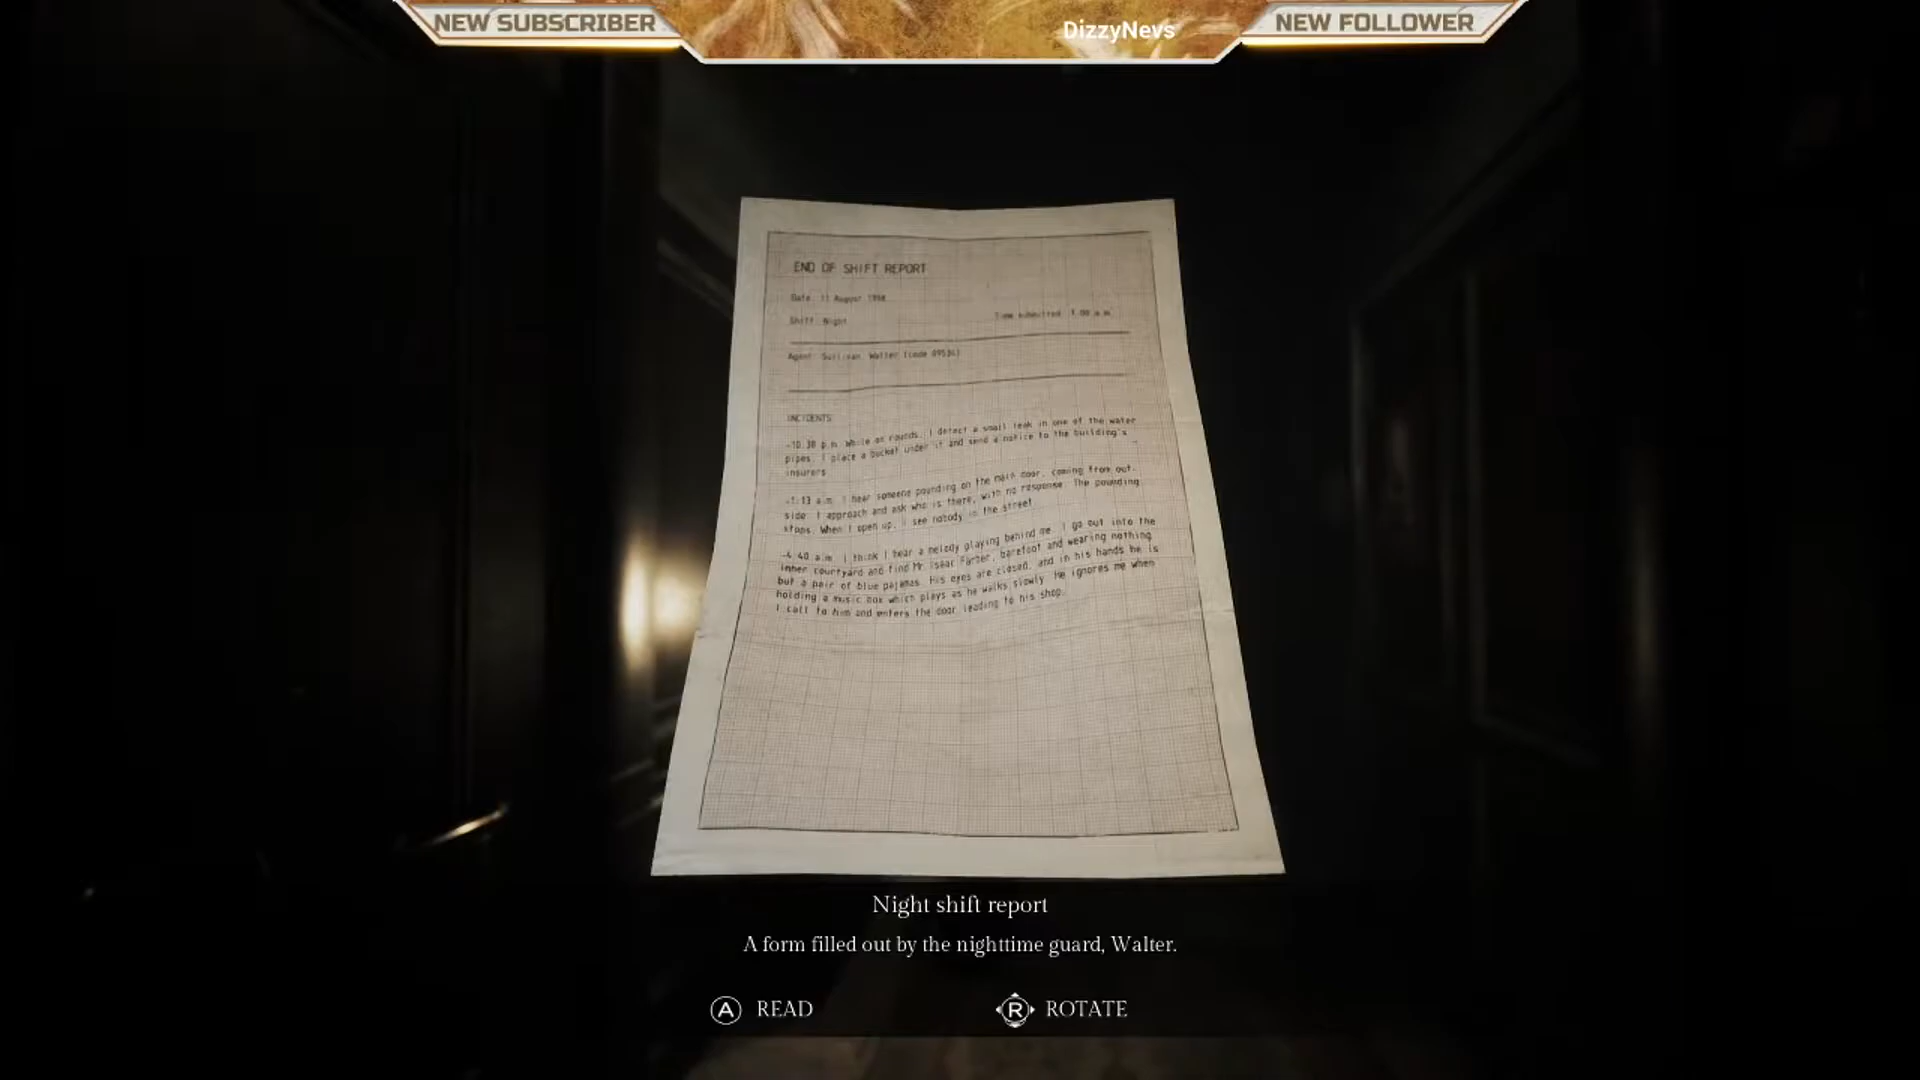 NEW SUBSCRIBER
DizzyNevs
NEW FOLLOWER
END OF SHIFT REPORT
Date: 11 August
Shift: Night
Time submitted:
Agent: Sullivan, Walter (code
INCIDENTS
-10:38 p.m. While on rounds, I detect a small leak in one of the water
pipes. I place a bucket under it and send a notice to the building's
insurers.
-1:13 a.m. I hear someone pounding on the main door, coming from out-
side. I approach and ask who is there, with no response. The pounding
stops. When I open up, I see nobody in the street.
-4:40 a.m. I think I hear a melody playing behind me. I go out into the
inner courtyard and find Mr. Isaac Farber, barefoot and wearing nothing
but a pair of blue pajamas. His eyes are closed, and in his hands he is
holding a music box which plays as he walks slowly. He ignores me when
I call to him and enters the door leading to his shop.
Night shift report
A form filled out by the nighttime guard, Walter.
A READ
R ROTATE